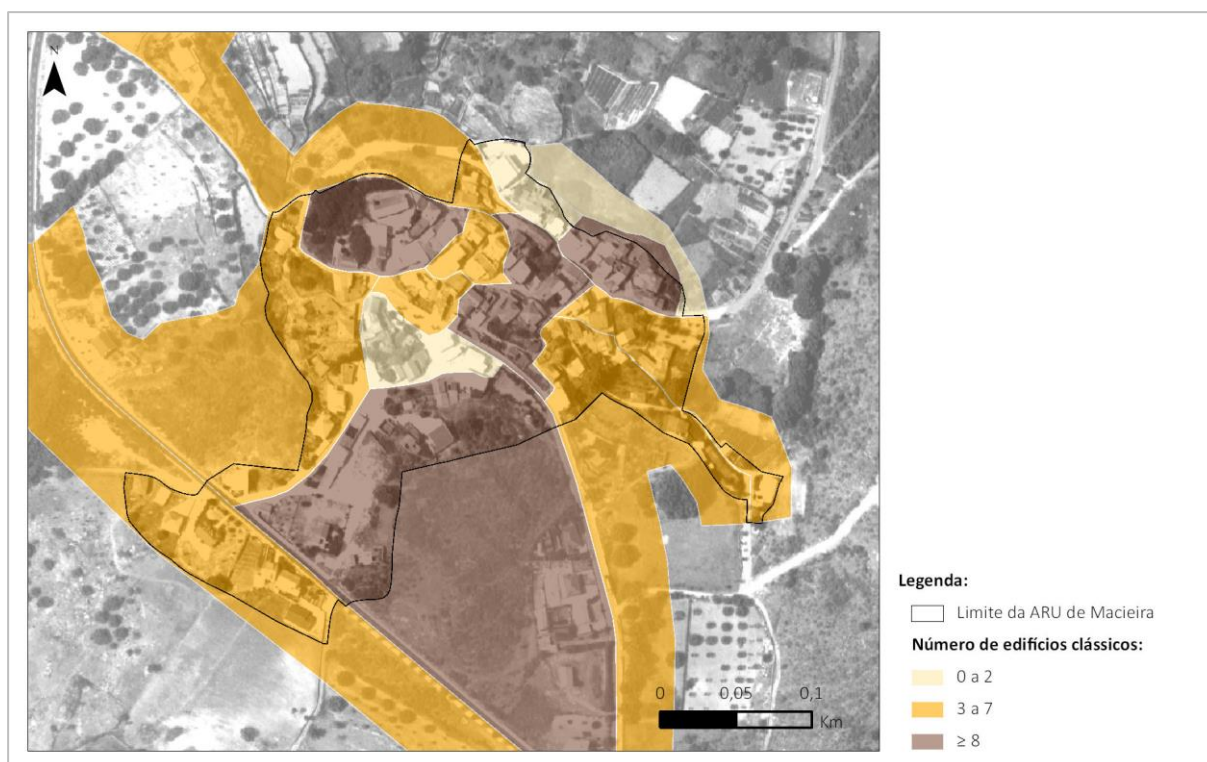 N
Legenda:
Limite da ARU de Macieira
Número de edifícios clássicos:
0 a 2
3 a 7
≥ 8
0 0,05 0,1
Km